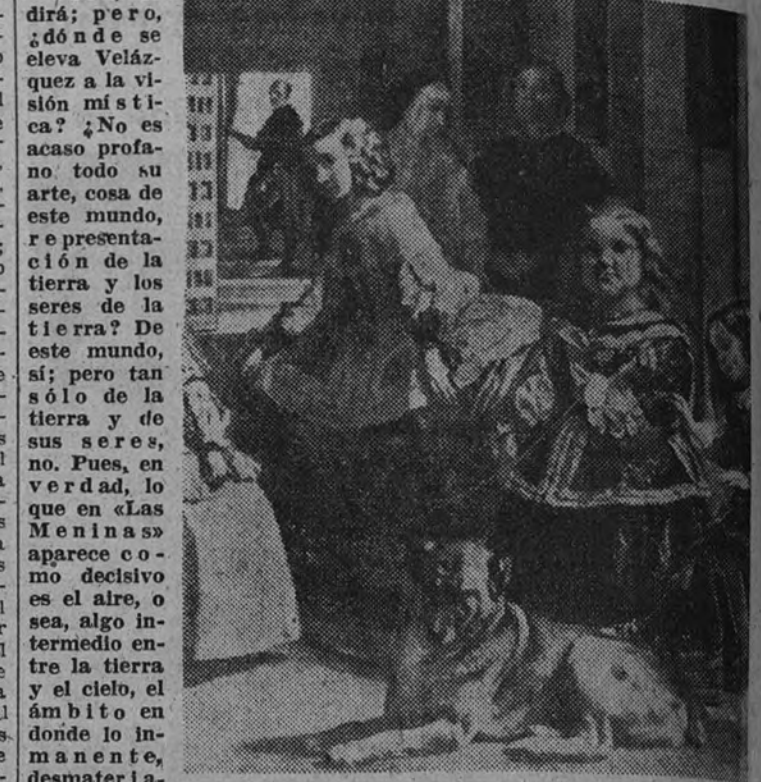 dirá; pero,
¿dónde se
eleva Veláz-
quez a la vi-
sión místi-
ca? ¿No es
acaso profa-
no todo su
arte, cosa de
este mundo,
representa-
ción de la
tierra y los
seres de la
tierra? De
este mundo,
sí; pero tan
sólo de la
tierra y de
sus seres,
no. Pues, en
verdad, lo
que en «Las
Meninas»
aparece co-
mo decisivo
es el aire, o
sea, algo in-
termedio en-
tre la tierra
y el cielo, el
ámbito en
donde lo in-
manente,
desmateria-